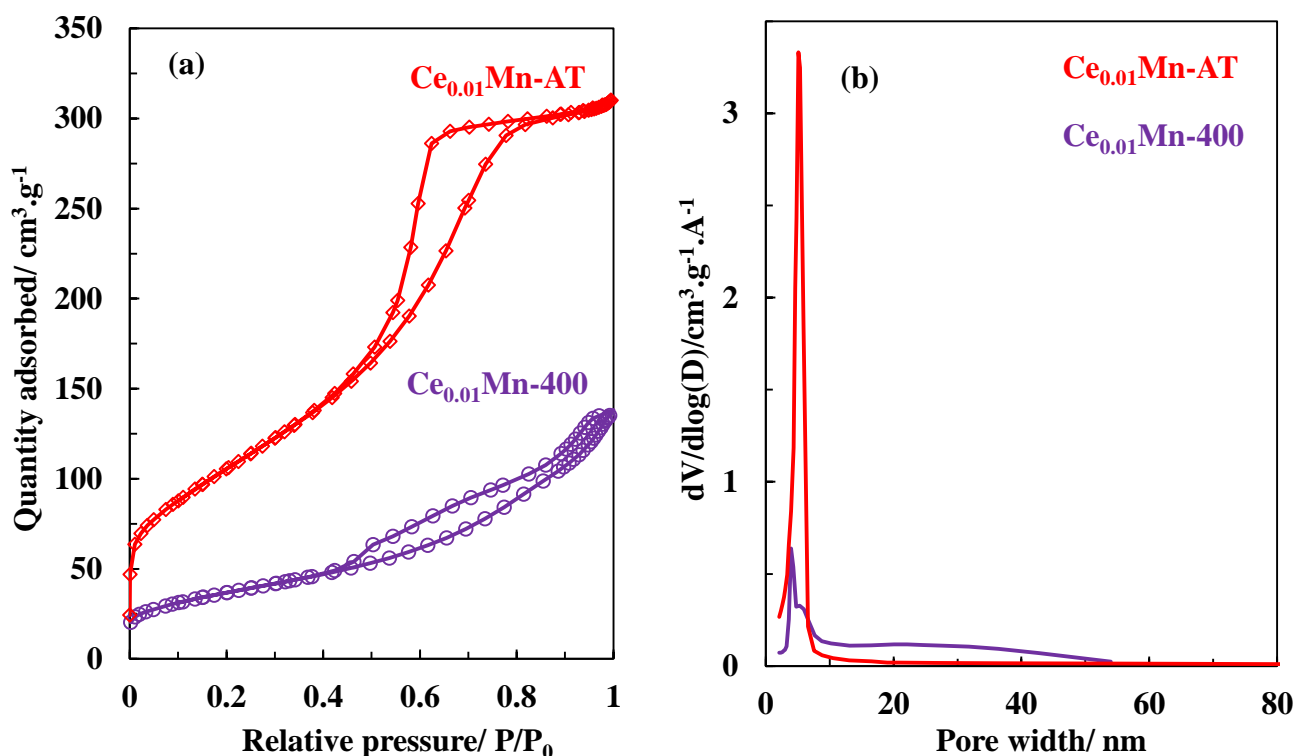 (a)
Ce₀.₀₁Mn-AT
Ce₀.₀₁Mn-400
350
300
250
200
150
100
50
0
0
0.2
0.4
0.6
0.8
1
Quantity adsorbed/ cm³.g⁻¹
Relative pressure/ P/P₀
(b)
Ce₀.₀₁Mn-AT
Ce₀.₀₁Mn-400
3
2
1
0
0
20
40
60
80
dV/dlog(D)/cm³.g⁻¹.A⁻¹
Pore width/ nm